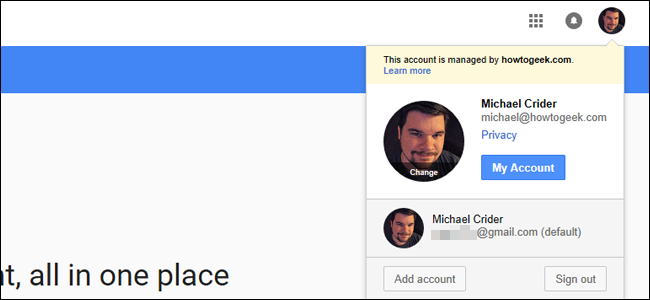 This account is managed by howtogeek.com.
Learn more
Michael Crider
michael@howtogeek.com
Privacy
Change
My Account
Michael Crider
@gmail.com (default)
t, all in one place
Add account
Sign out